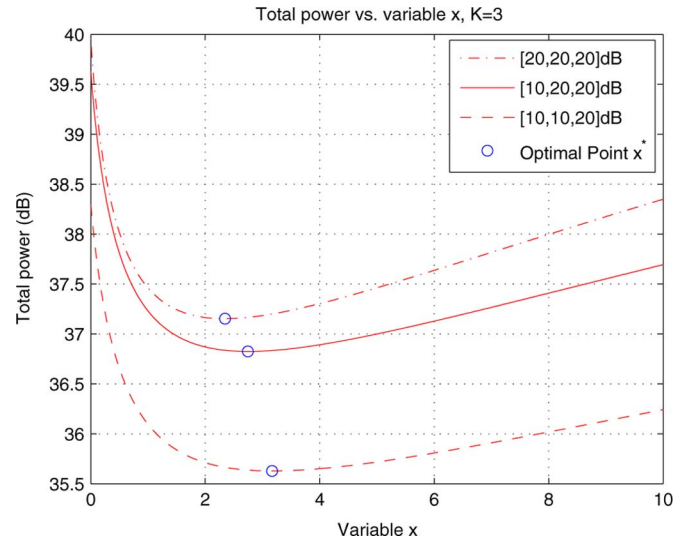 Total power vs. variable x, K=3
40
39.5
39
38.5
38
37.5
37
36.5
36
35.5
Total power (dB)
[20,20,20]dB
[10,20,20]dB
[10,10,20]dB
Optimal Point x*
0 2 4 6 8 10
Variable x